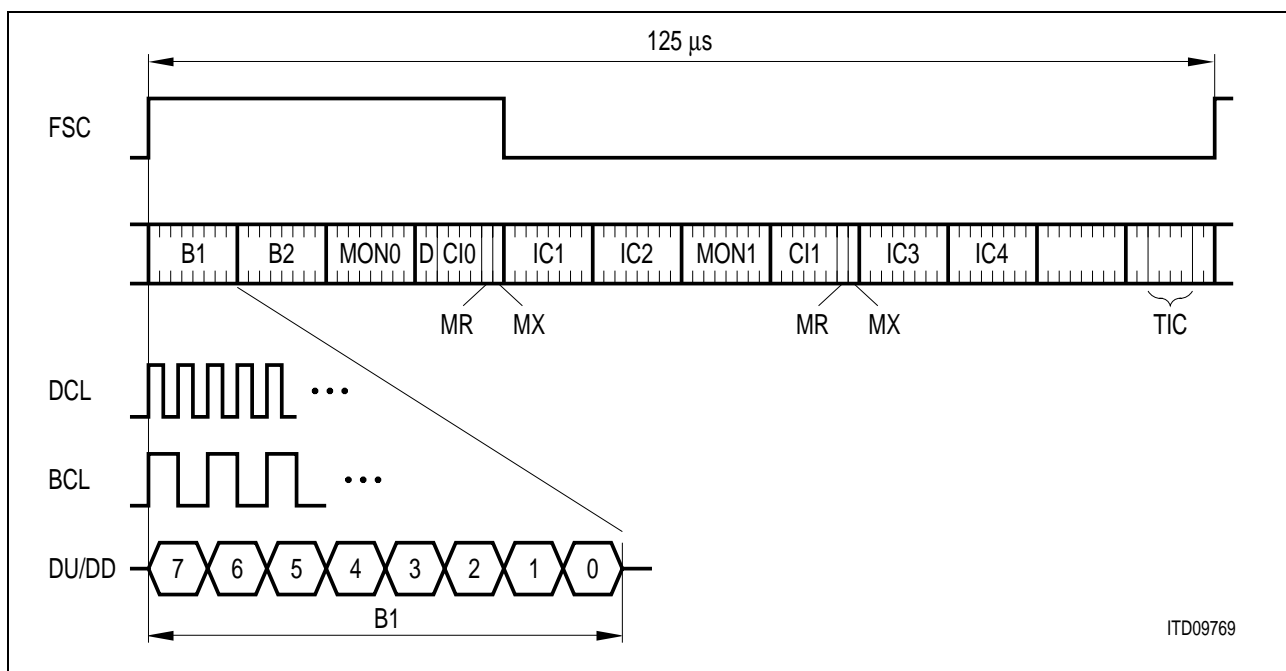 125 µs
FSC
B1 B2 MON0 D CI0 IC1 IC2 MON1 CI1 IC3 IC4
MR MX MR MX TIC
DCL
BCL
DU/DD 7 6 5 4 3 2 1 0
B1
ITD09769